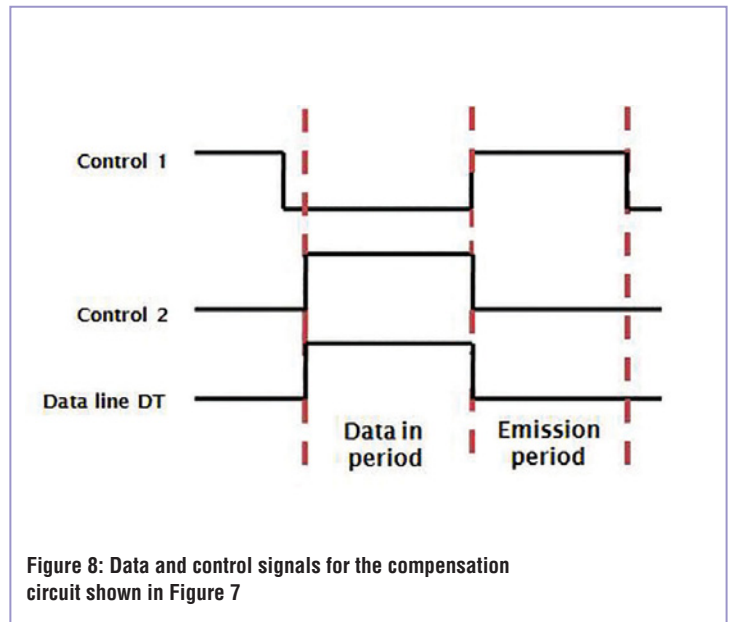 Control 1
Control 2
Data line DT
Data in
period
Emission
period
Figure 8: Data and control signals for the compensation
circuit shown in Figure 7